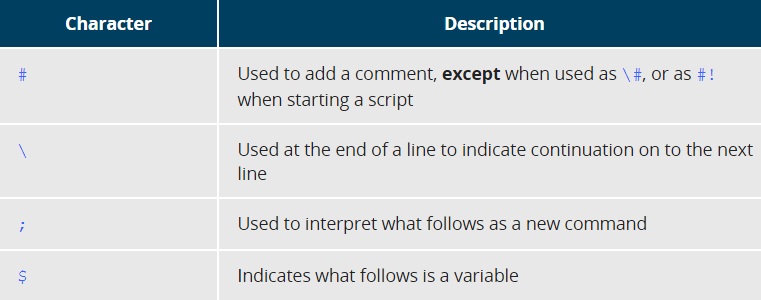 Character Description
# Used to add a comment, except when used as \#, or as #!
when starting a script
\ Used at the end of a line to indicate continuation on to the next
line
; Used to interpret what follows as a new command
$ Indicates what follows is a variable